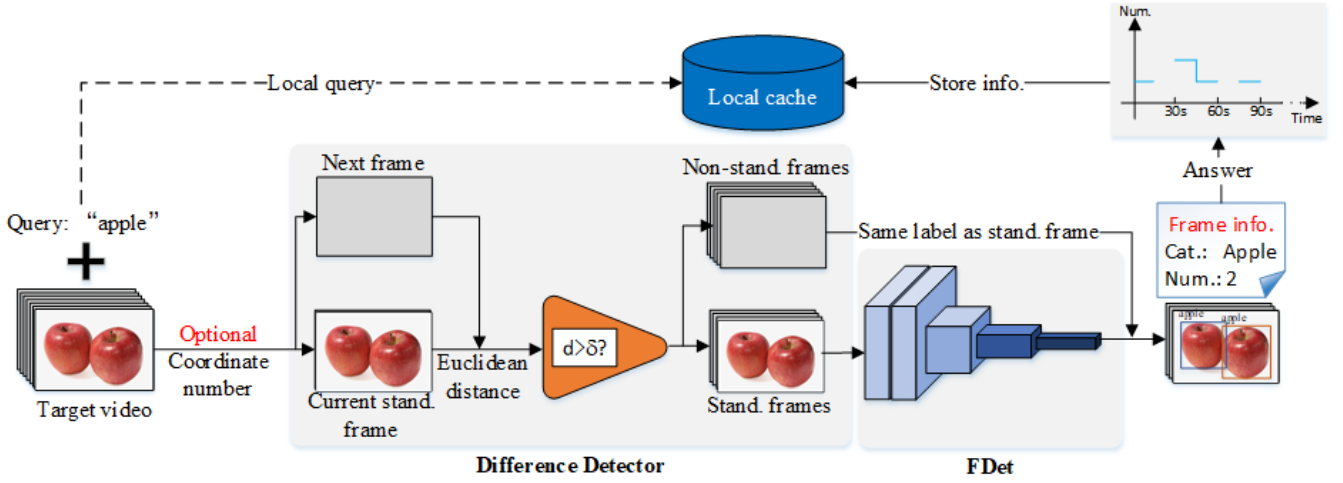 Num.
30s 60s 90s
Time
Local query
Local cache
Store info.
Answer
Next frame
Non-stand. frames
Query: “apple”
Same label as stand. frame
Frame info.
Cat.: Apple
Num.: 2
Optional
Coordinate
number
Target video
Current stand.
frame
Euclidean
distance
d>δ?
Stand. frames
apple
apple
Difference Detector
FDet